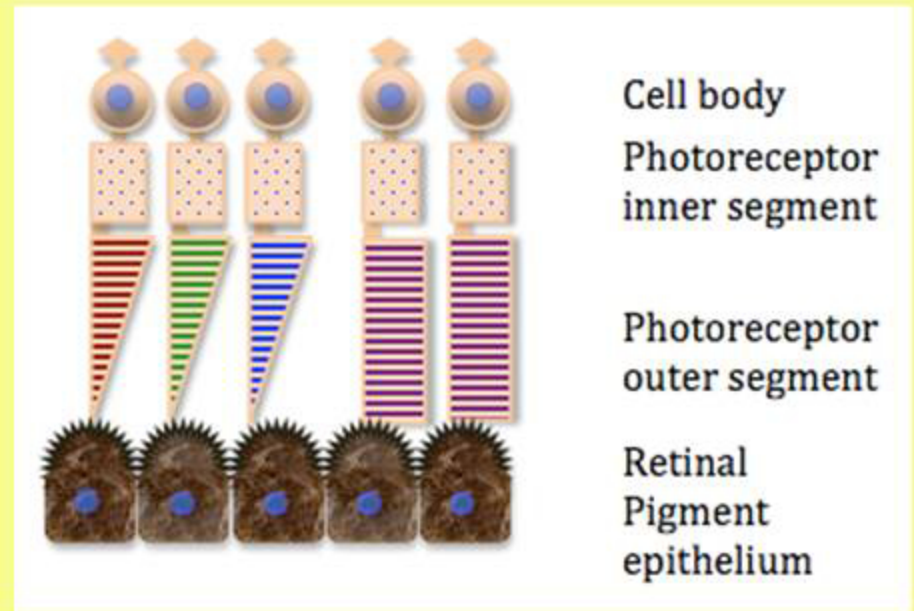 Cell body
Photoreceptor
inner segment
Photoreceptor
outer segment
Retinal
Pigment
epithelium